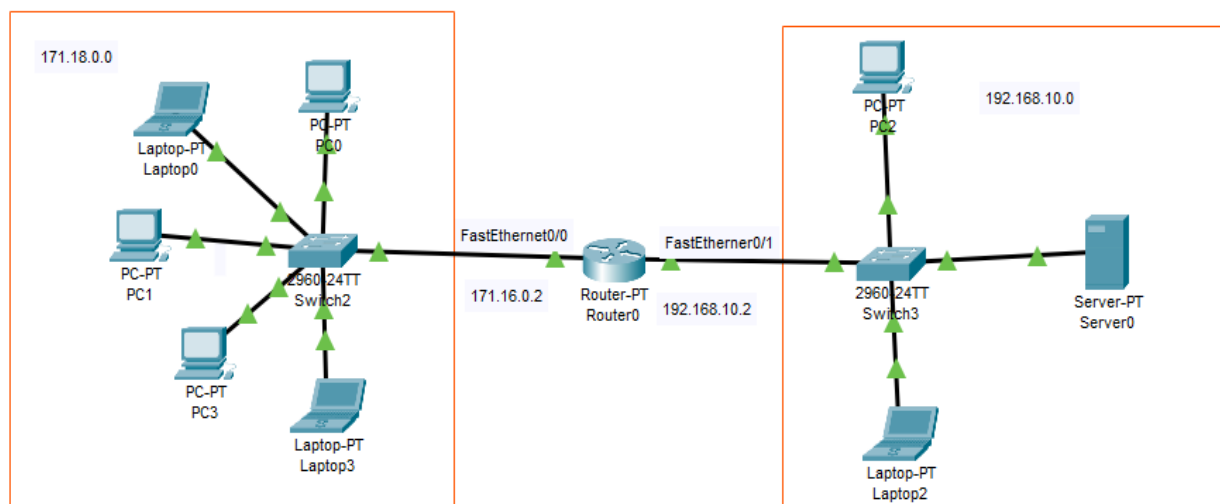 171.18.0.0
PC-PT
PC0
Laptop-PT
Laptop0
PC-PT
PC1
2960-24TT
Switch2
PC-PT
PC3
Laptop-PT
Laptop3
FastEthernet0/0
171.16.0.2
Router-PT
Router0
FastEtherner0/1
192.168.10.2
PC-PT
PC2
192.168.10.0
2960-24TT
Switch3
Server-PT
Server0
Laptop-PT
Laptop2